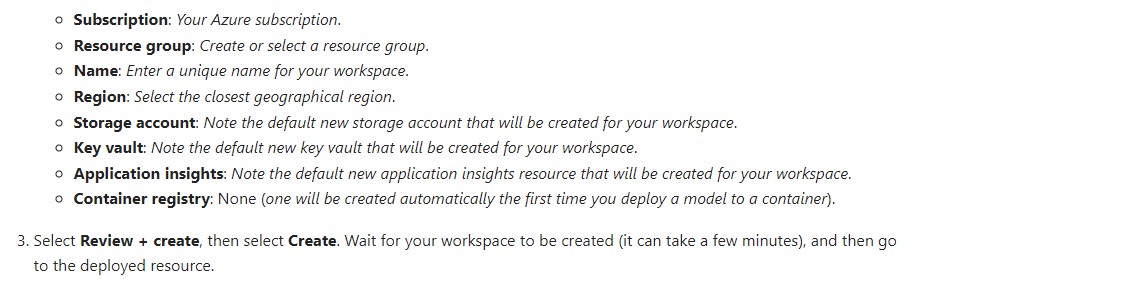 Subscription: Your Azure subscription.
Resource group: Create or select a resource group.
Name: Enter a unique name for your workspace.
Region: Select the closest geographical region.
Storage account: Note the default new storage account that will be created for your workspace.
Key vault: Note the default new key vault that will be created for your workspace.
Application insights: Note the default new application insights resource that will be created for your workspace.
Container registry: None (one will be created automatically the first time you deploy a model to a container).
3. Select Review + create, then select Create. Wait for your workspace to be created (it can take a few minutes), and then go
to the deployed resource.